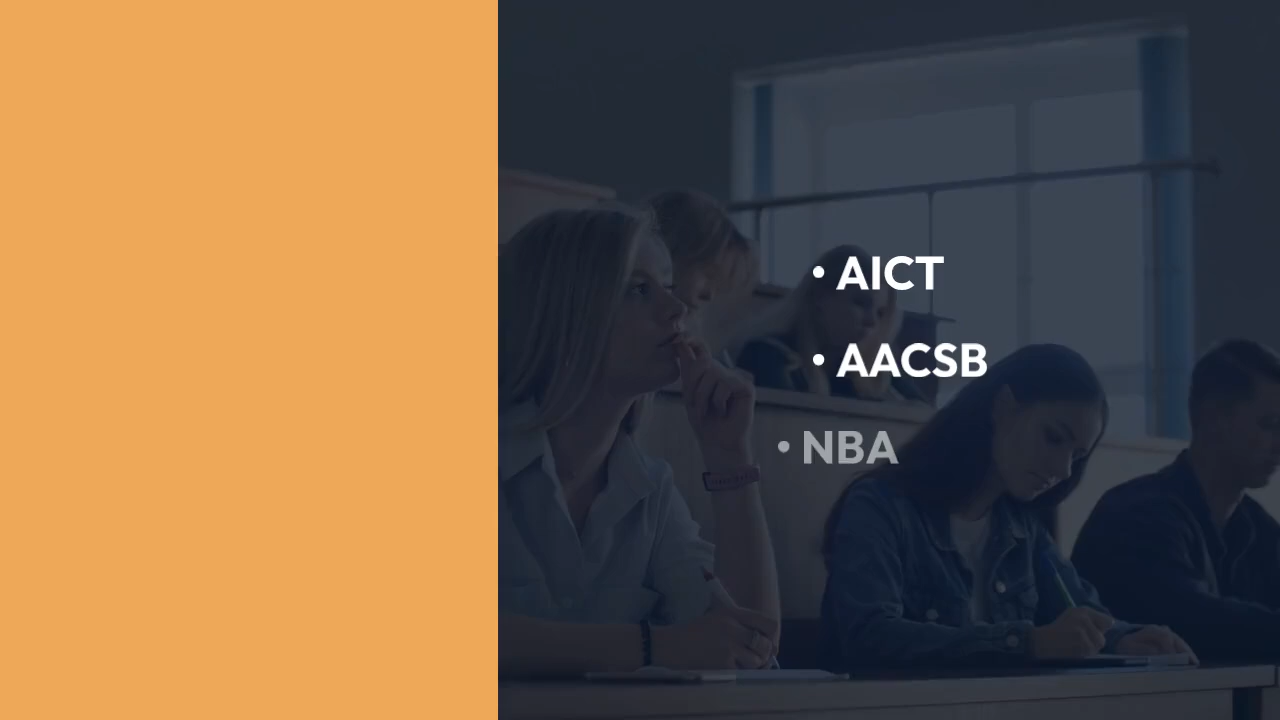 • AICT
• AACSB
• NBA